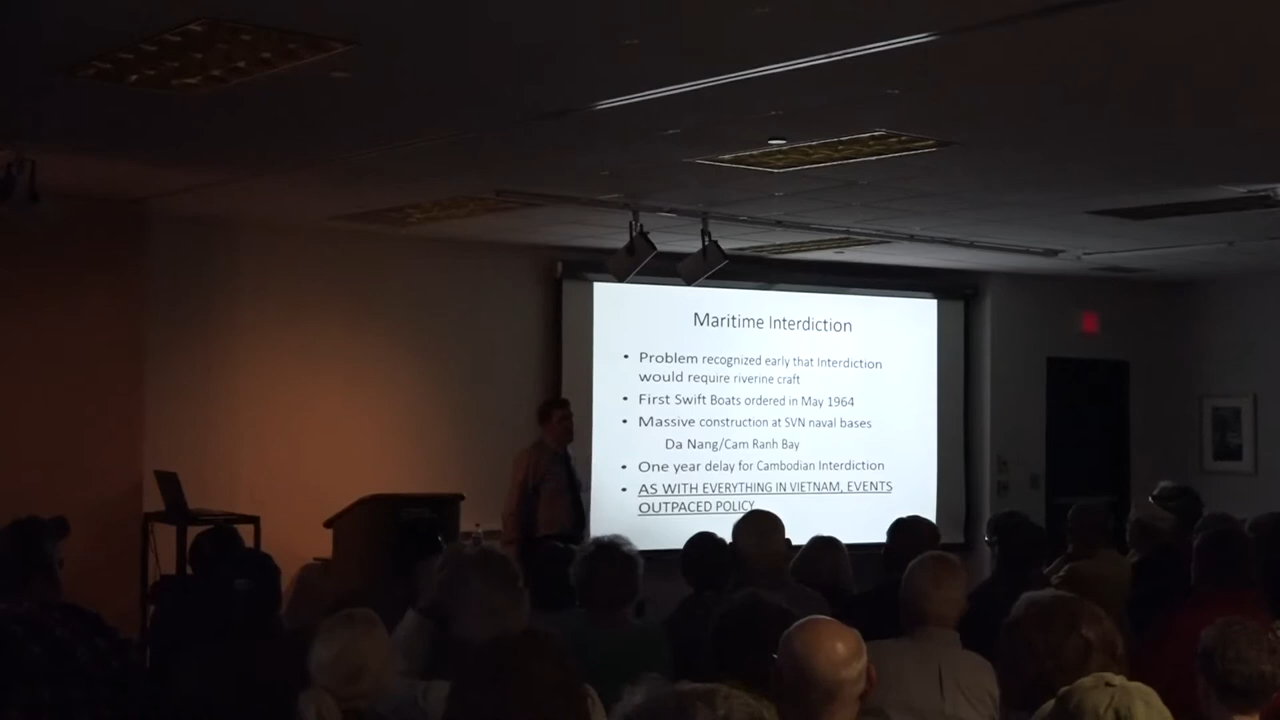 Maritime Interdiction
• Problem recognized early that Interdiction
would require riverine craft
• First Swift Boats ordered in May 1964
• Massive construction at SVN naval bases
Da Nang/Cam Ranh Bay
• One year delay for Cambodian Interdiction
• AS WITH EVERYTHING IN VIETNAM, EVENTS
OUTPACED POLICY